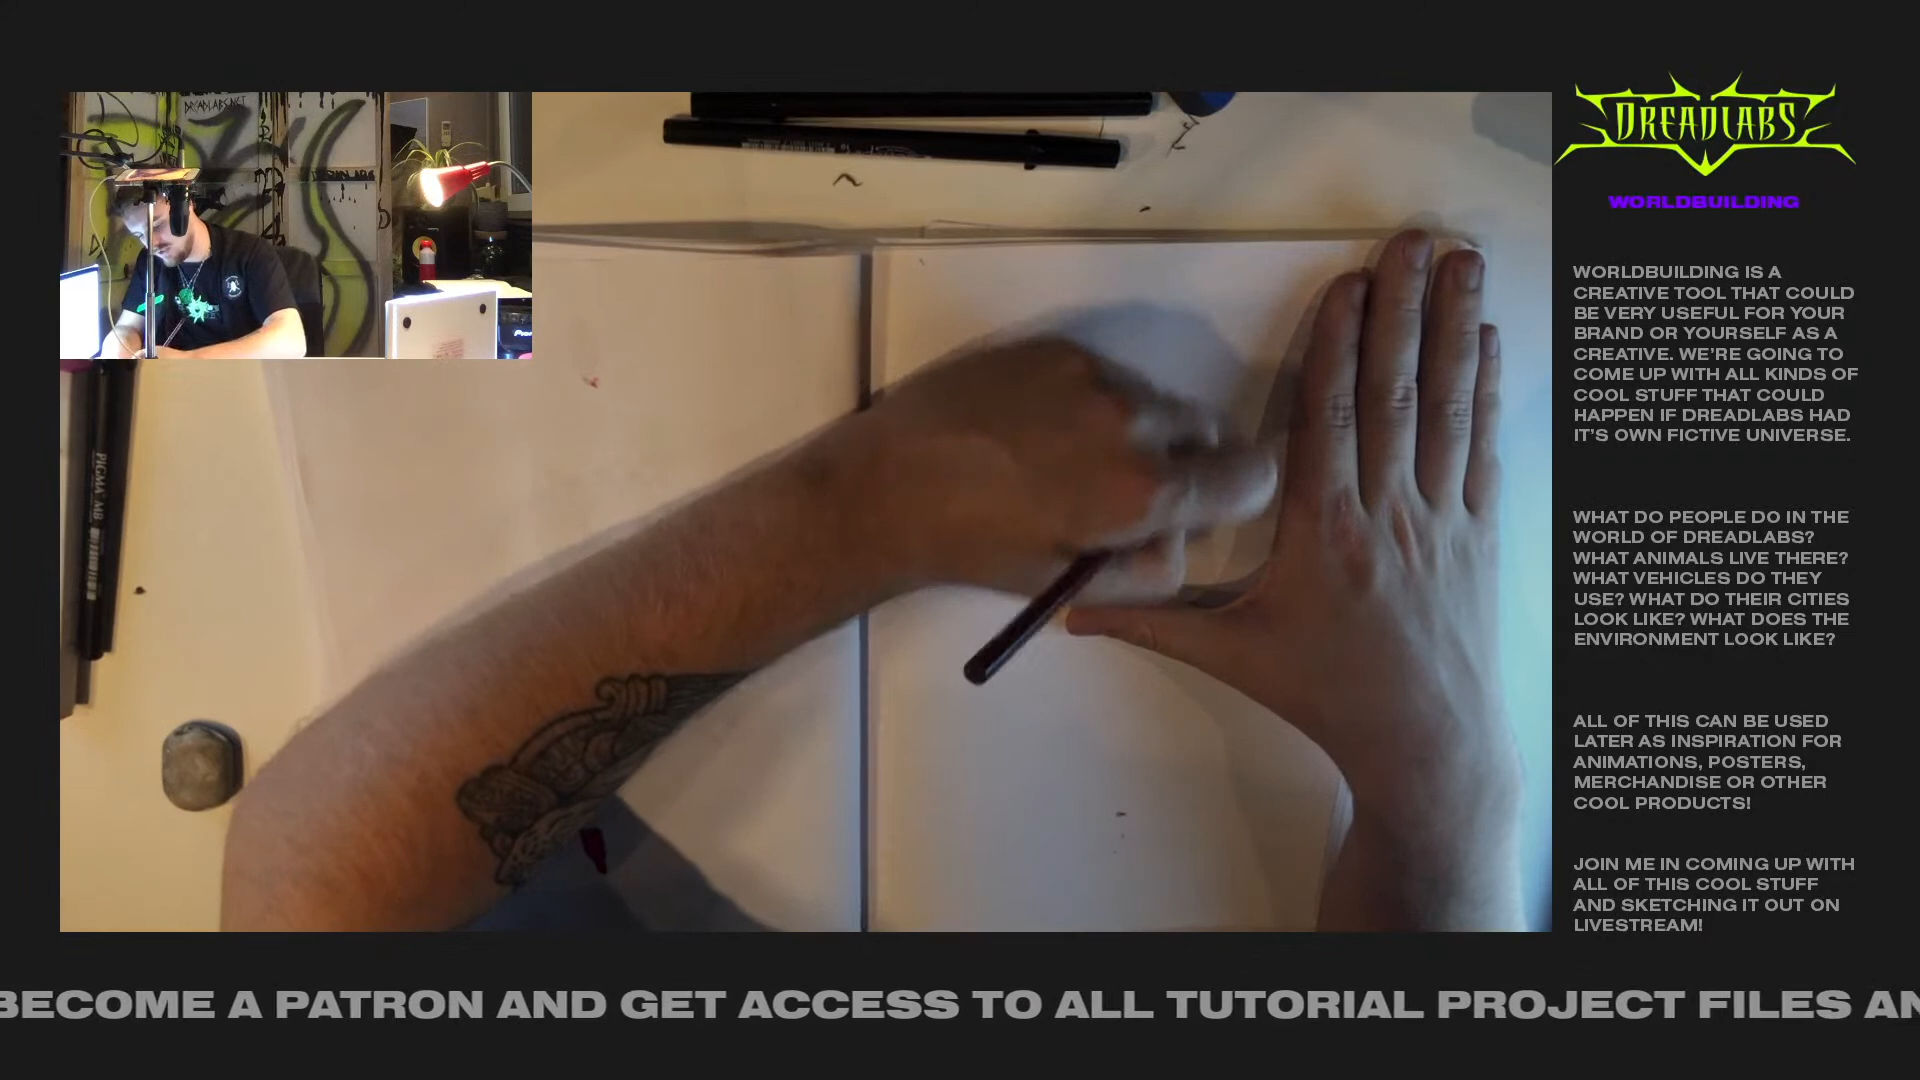 DREADLABS
WORLDBUILDING
WORLDBUILDING IS A
CREATIVE TOOL THAT COULD
BE VERY USEFUL FOR YOUR
BRAND OR YOURSELF AS A
CREATIVE. WE'RE GOING TO
COME UP WITH ALL KINDS OF
COOL STUFF THAT COULD
HAPPEN IF DREADLABS HAD
IT'S OWN FICTIVE UNIVERSE.
WHAT DO PEOPLE DO IN THE
WORLD OF DREADLABS?
WHAT ANIMALS LIVE THERE?
WHAT VEHICLES DO THEY
USE? WHAT DO THEIR CITIES
LOOK LIKE? WHAT DOES THE
ENVIRONMENT LOOK LIKE?
ALL OF THIS CAN BE USED
LATER AS INSPIRATION FOR
ANIMATIONS, POSTERS,
MERCHANDISE OR OTHER
COOL PRODUCTS!
JOIN ME IN COMING UP WITH
ALL OF THIS COOL STUFF
AND SKETCHING IT OUT ON
LIVESTREAM!
PIGMA MB
BECOME A PATRON AND GET ACCESS TO ALL TUTORIAL PROJECT FILES AN